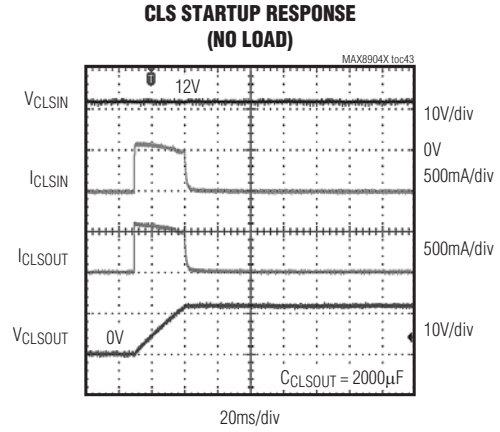 CLS STARTUP RESPONSE
(NO LOAD)
MAX8904X toc43
T
12V
VCLSIN
10V/div
0V
ICLSIN
500mA/div
ICLSOUT
500mA/div
VCLSOUT
0V
10V/div
CCLSOUT = 2000µF
20ms/div